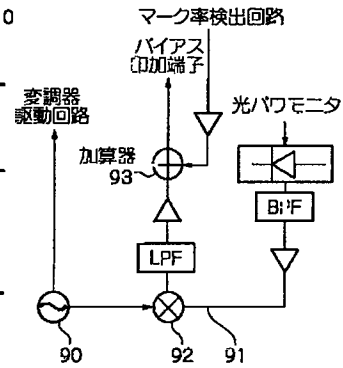 0
マーク率検出回路
バイアス
印加端子
変調器
駆動回路
光パワモニタ
加算器
93
BPF
LPF
90
92
91